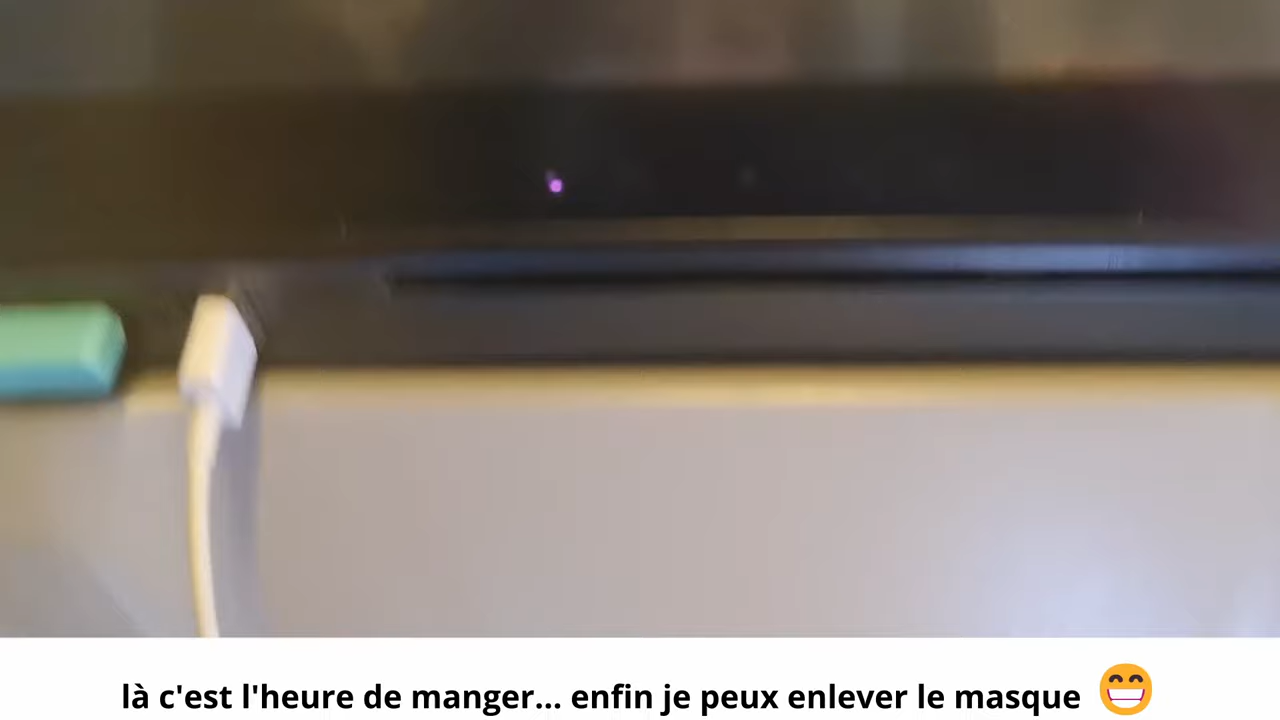 là c'est l'heure de manger... enfin je peux enlever le masque 😁